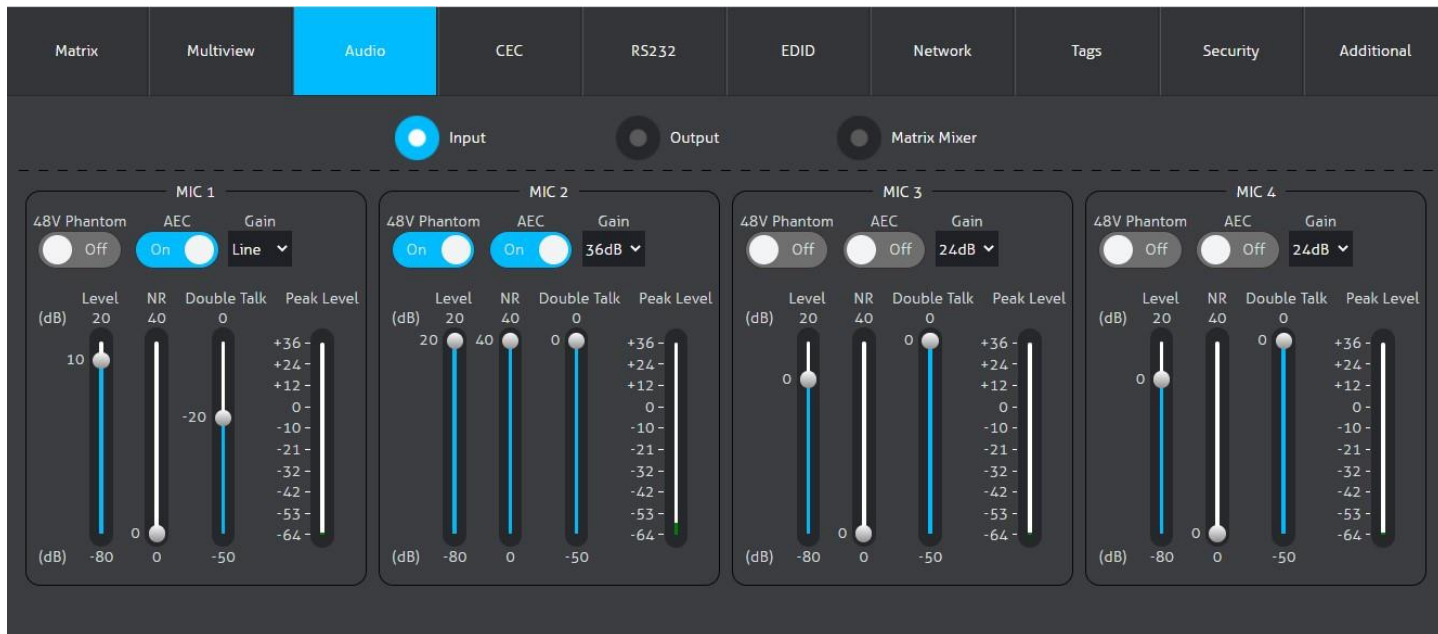 Matrix Multiview Audio CEC RS232 EDID Network Tags Security Additional
Input Output Matrix Mixer
MIC 1
48V Phantom AEC Gain
Off On Line
Level NR Double Talk Peak Level
(dB) 20 40 0
+36
10
+24
+12
0
-20
-10
-21
-32
-42
-53
0
-64
(dB) -80 0 -50
MIC 2
48V Phantom AEC Gain
On On 36dB
Level NR Double Talk Peak Level
(dB) 20 40 0
20 40 0 +36
+24
+12
0
-10
-21
-32
-42
-53
-64
(dB) -80 0 -50
MIC 3
48V Phantom AEC Gain
Off Off 24dB
Level NR Double Talk Peak Level
(dB) 20 40 0
0 +36
+24
0 +12
0
-10
-21
-32
-42
-53
0 -64
(dB) -80 0 -50
MIC 4
48V Phantom AEC Gain
Off Off 24dB
Level NR Double Talk Peak Level
(dB) 20 40 0
0 +36
+24
0 +12
0
-10
-21
-32
-42
-53
0 -64
(dB) -80 0 -50